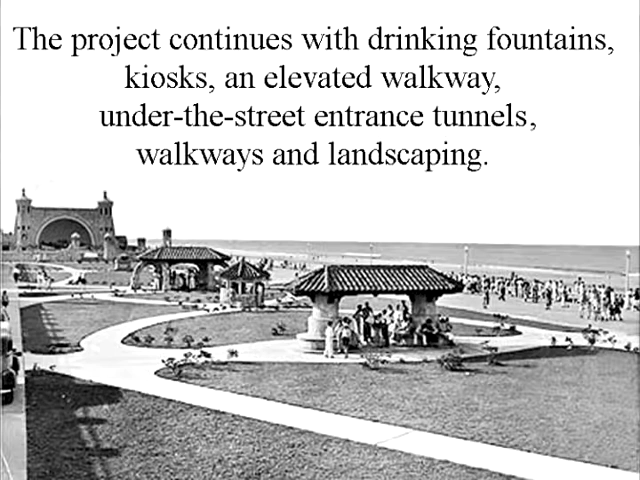 The project continues with drinking fountains,
kiosks, an elevated walkway,
under-the-street entrance tunnels,
walkways and landscaping.